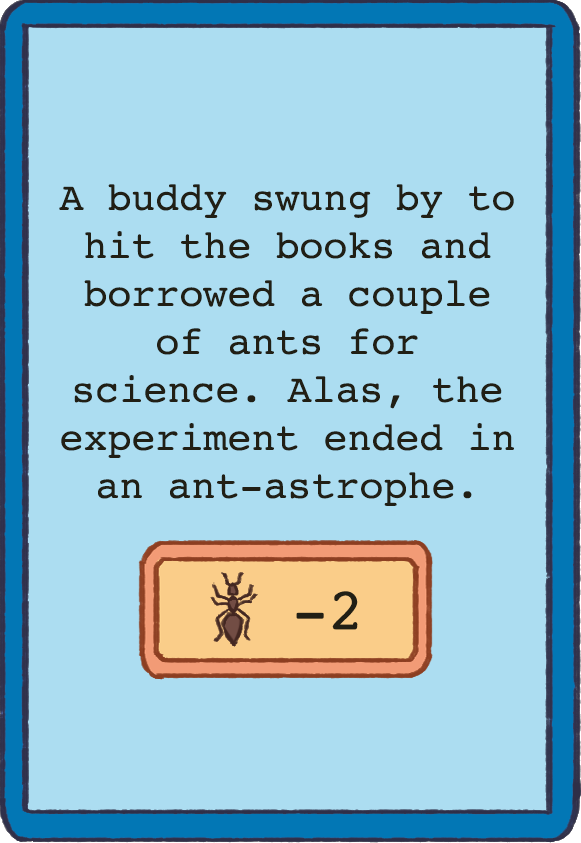 A buddy swung by to
hit the books and
borrowed a couple
of ants for
science. Alas, the
experiment ended in
an ant-astrophe.
-2